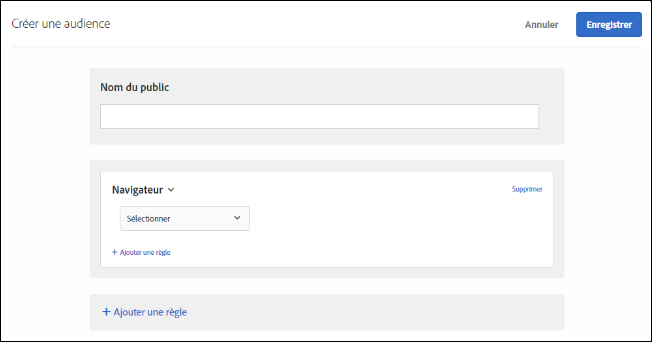 Créer une audience
Annuler
Enregistrer
Nom du public
Navigateur
Supprimer
Sélectionner
+ Ajouter une règle
+ Ajouter une règle